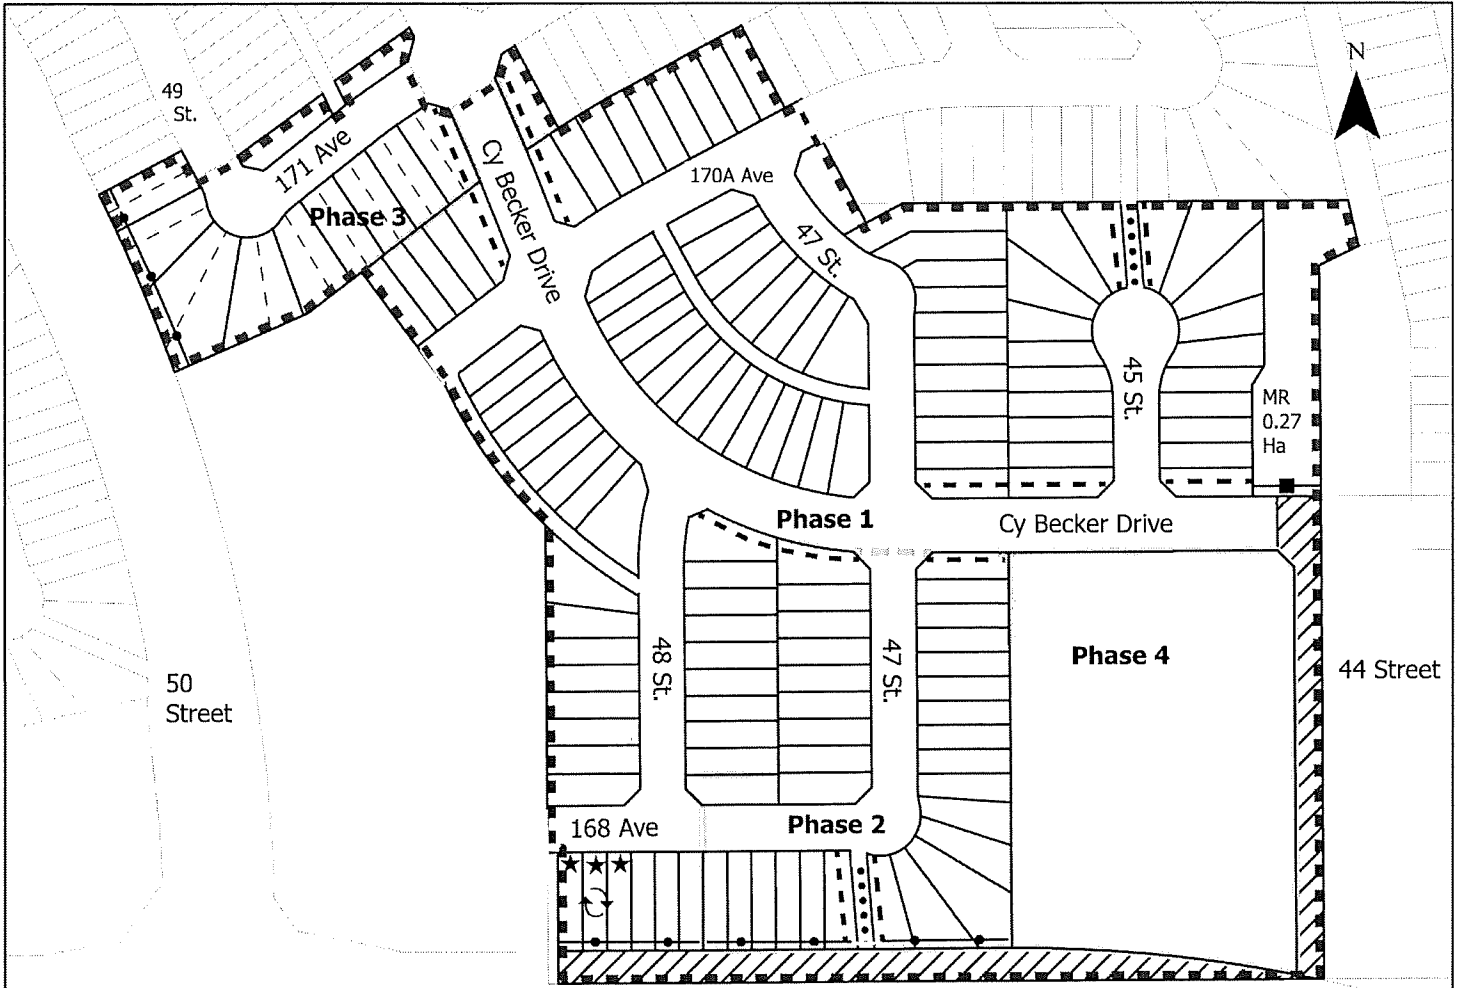 N
49
St.
171 Ave
Cy Becker Drive
170A Ave
Phase 3
47 St.
45 St.
MR
0.27
Ha
Phase 1
Cy Becker Drive
48 St.
47 St.
Phase 4
44 Street
50
Street
168 Ave
Phase 2